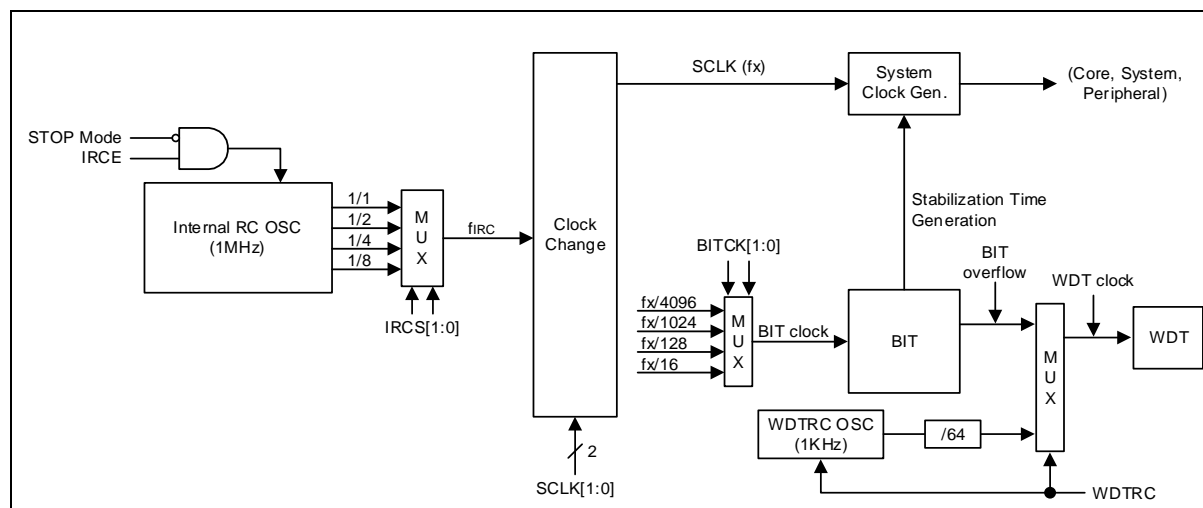 SCLK (fx)
System
Clock Gen.
(Core, System,
Peripheral)
STOP Mode
IRCE
Internal RC OSC
(1MHz)
1/1
1/2
1/4
1/8
M
U
X
fIRC
IRCS[1:0]
Clock
Change
2
SCLK[1:0]
Stabilization Time
Generation
BITCK[1:0]
fx/4096
fx/1024
fx/128
fx/16
M
U
X
BIT clock
BIT
BIT
overflow
WDT clock
M
U
X
WDT
WDTRC OSC
(1KHz)
/64
WDTRC